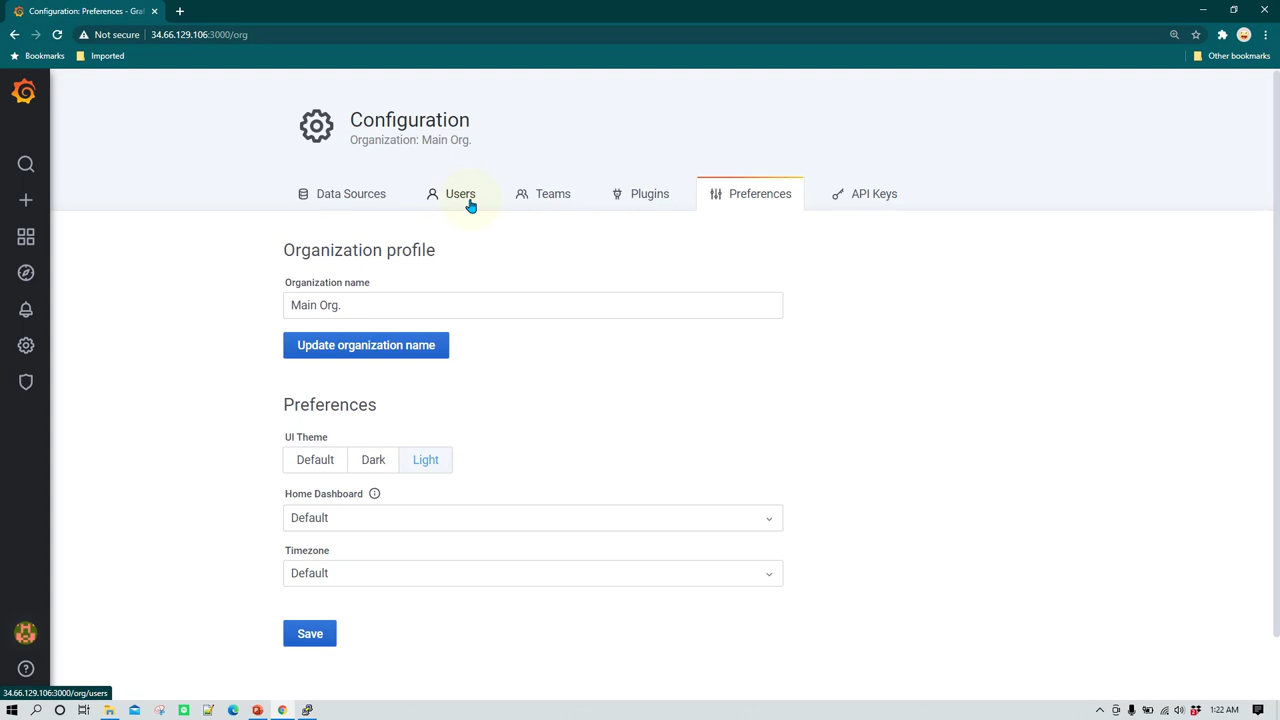 Configuration: Preferences - Gra
Not secure
34.66.129.106:3000/org
Bookmarks
Imported
Other bookmarks
Configuration
Organization: Main Org.
Data Sources
Users
Teams
Plugins
Preferences
API Keys
Organization profile
Organization name
Main Org.
Update organization name
Preferences
UI Theme
Default
Dark
Light
Home Dashboard
Default
Timezone
Default
Save
34.66.129.106:3000/org/users
1:22 AM